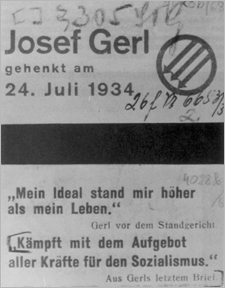 Josef Gerl
gehenkt am
24. Juli 1934
„Mein Ideal stand mir höher
als mein Leben.“
Gerl vor dem Standgericht
„Kämpft mit dem Aufgebot
aller Kräfte für den Sozialismus.“
Aus Gerls letztem Brief.